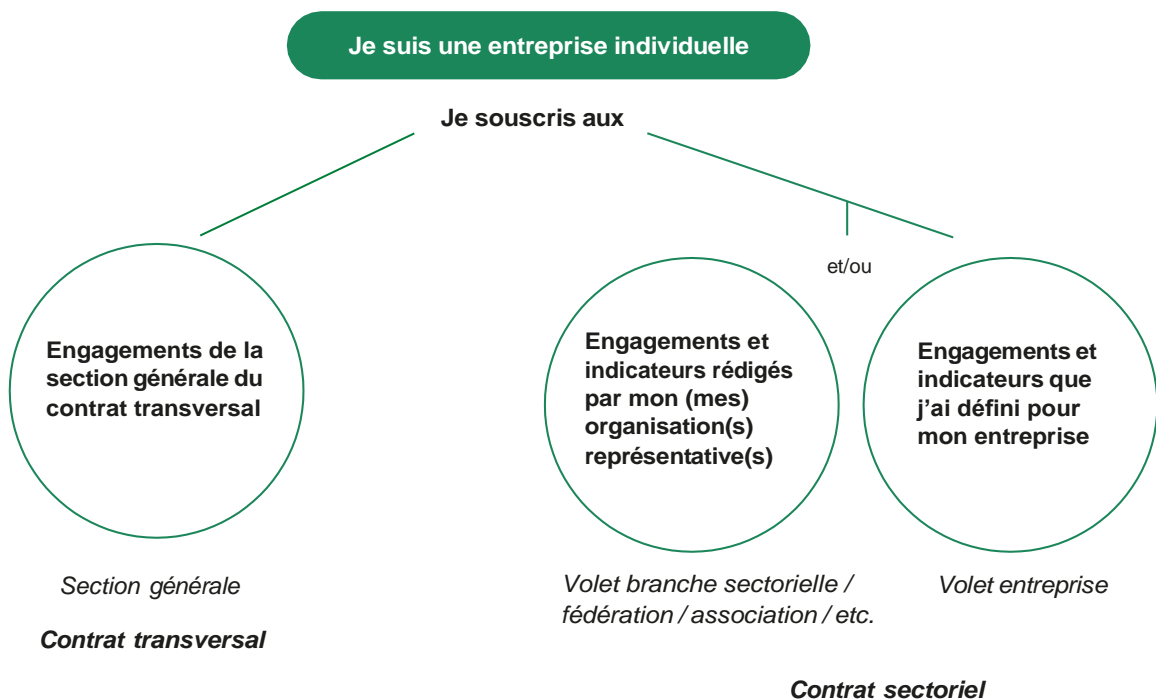 Je suis une entreprise individuelle
Je souscris aux
Engagements de la
section générale du
contrat transversal
et/ou
Engagements et
indicateurs rédigés
par mon (mes)
organisation(s)
représentative(s)
Engagements et
indicateurs que
j'ai défini pour
mon entreprise
Section générale
Contrat transversal
Volet branche sectorielle /
fédération / association / etc.
Volet entreprise
Contrat sectoriel